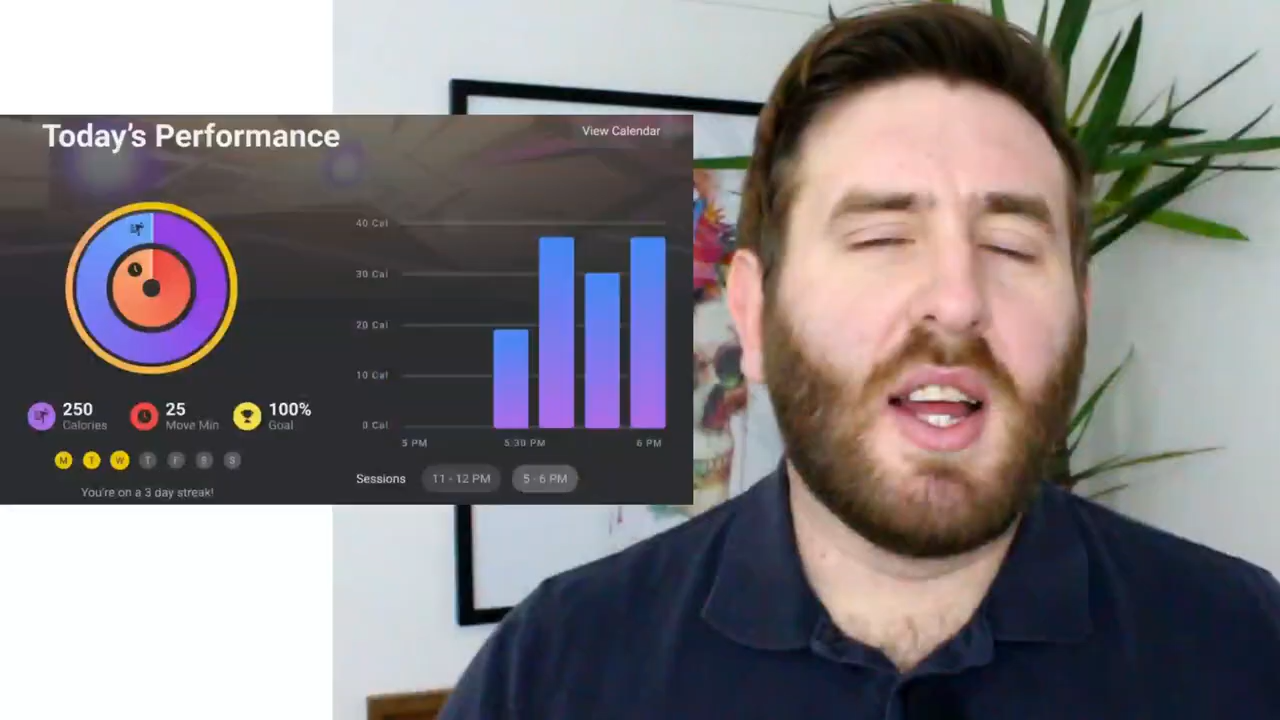 Today's Performance
View Calendar
40 Cal
30 Cal
20 Cal
10 Cal
0 Cal
5 PM
5:30 PM
6 PM
250
Calories
25
Move Min
100%
Goal
M T W T F S S
You're on a 3 day streak!
Sessions
11 - 12 PM
5 - 6 PM